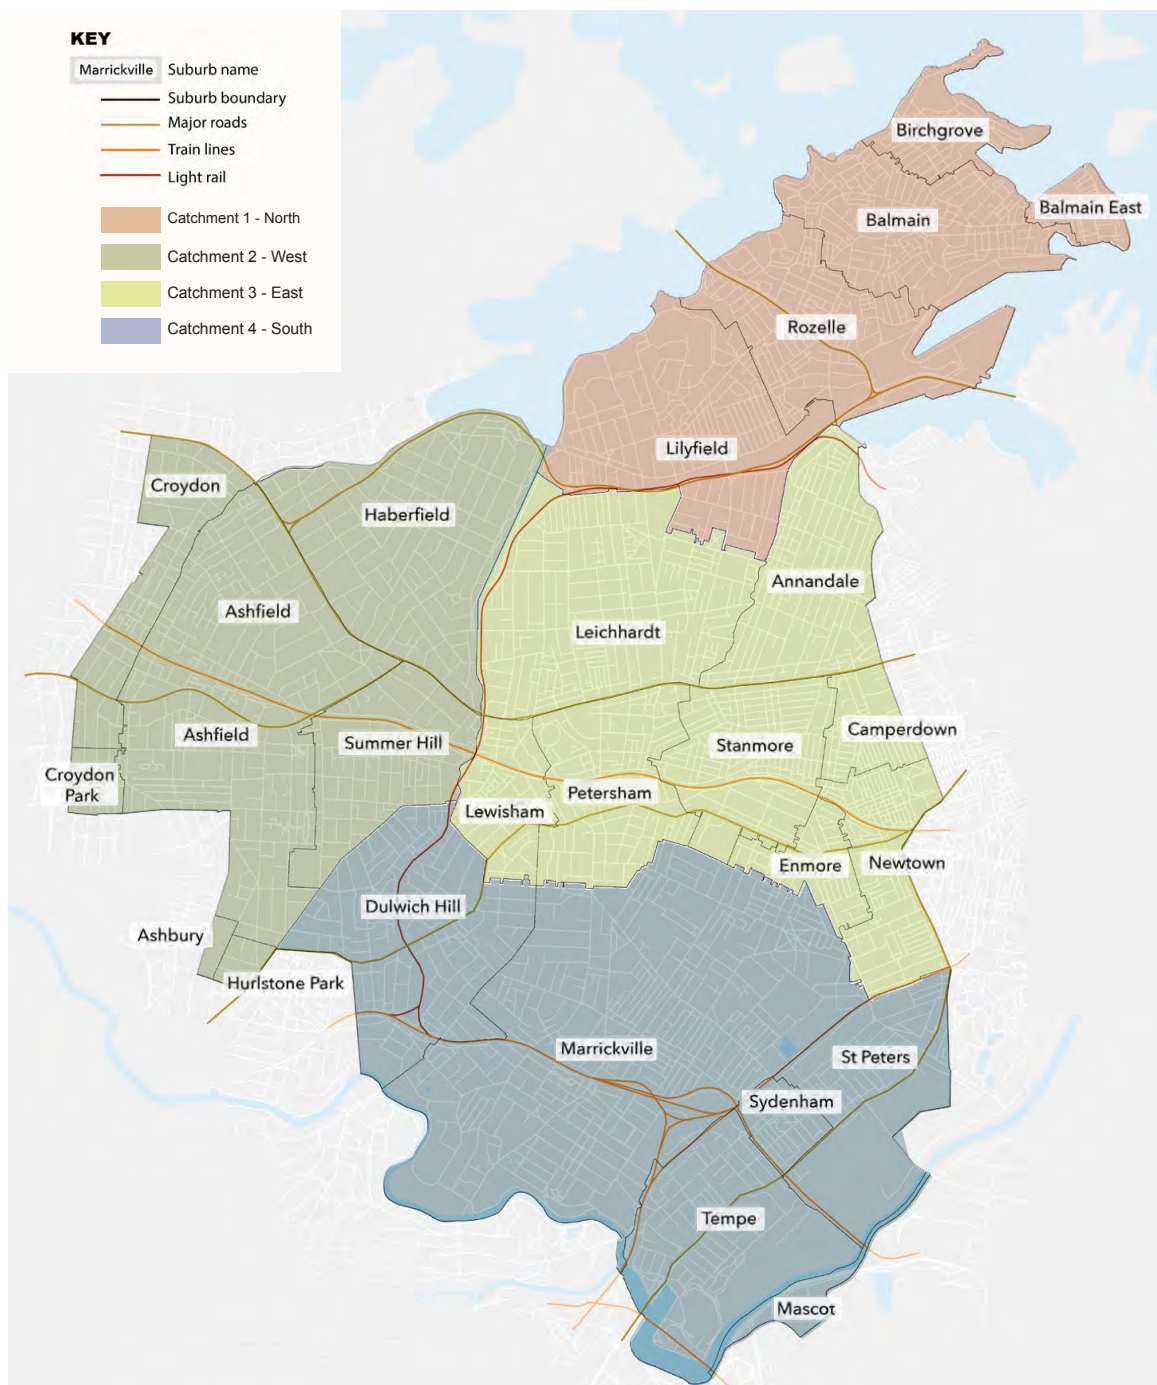 KEY
Marrickville Suburb name
Suburb boundary
Major roads
Train lines
Light rail
Catchment 1 - North
Catchment 2 - West
Catchment 3 - East
Catchment 4 - South
Birchgrove
Balmain East
Balmain
Rozelle
Lilyfield
Croydon
Haberfield
Annandale
Ashfield
Leichhardt
Ashfield
Summer Hill
Stanmore
Camperdown
Croydon
Park
Petersham
Lewisham
Enmore
Newtown
Dulwich Hill
Ashbury
Hurlstone Park
Marrickville
St Peters
Sydenham
Tempe
Mascot